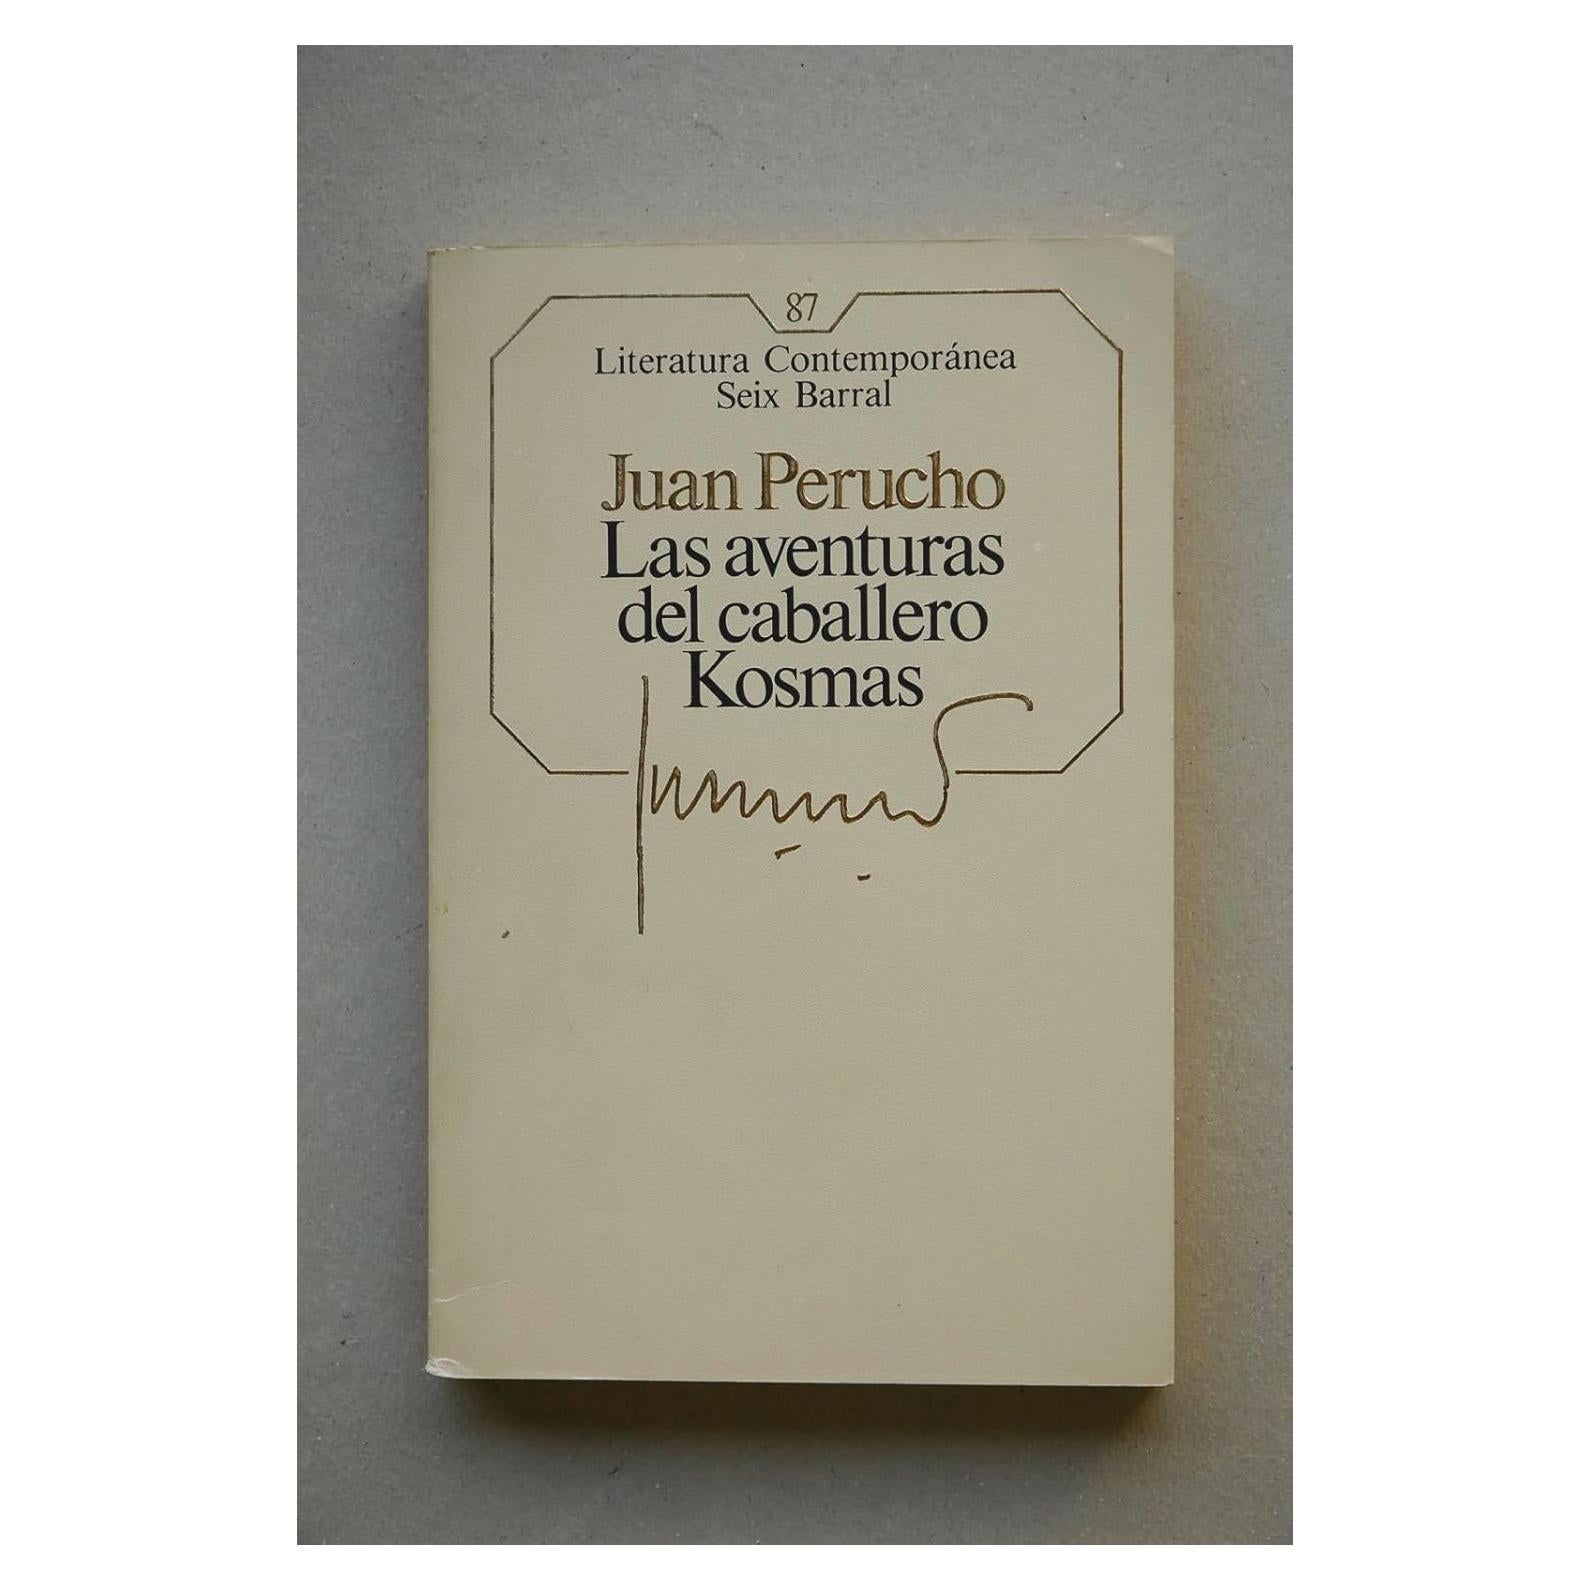 87
Literatura Contemporánea
Seix Barral
Juan Perucho
Las aventuras
del caballero
Kosmas